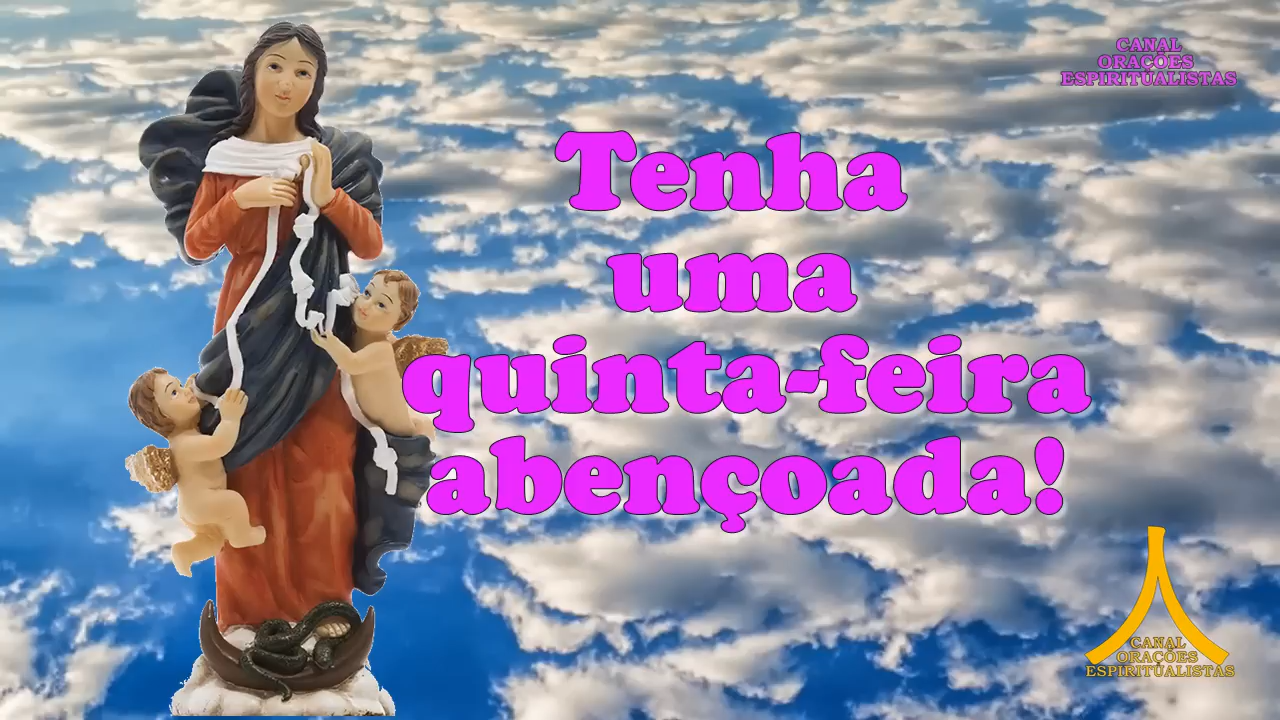 CANAL
ORAÇÕES
ESPIRITUALISTAS
Tenha
uma
quinta-feira
abençoada!
CANAL
ORAÇÕES
ESPIRITUALISTAS